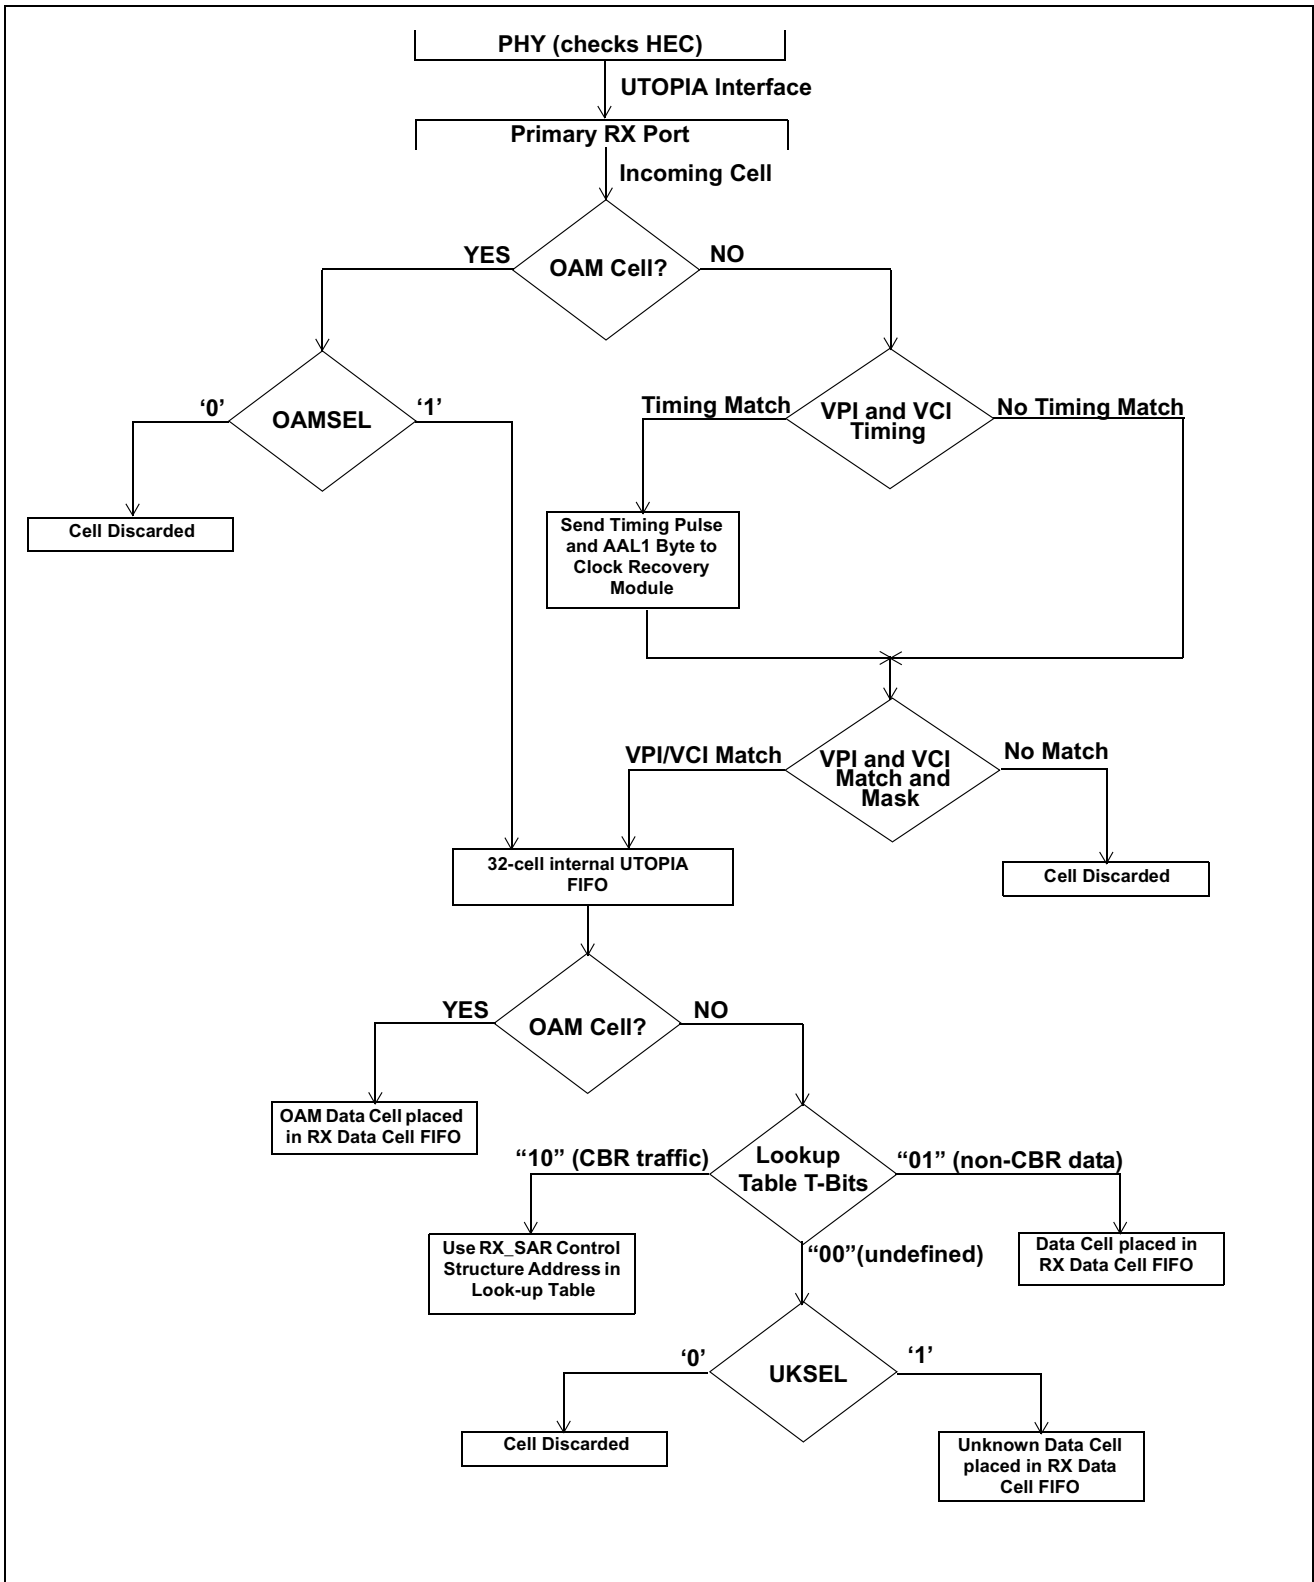 PHY (checks HEC)
UTOPIA Interface
Primary RX Port
Incoming Cell
YES
NO
OAM Cell?
‘0’
OAMSEL
‘1’
Timing Match
VPI and VCI
Timing
No Timing Match
Cell Discarded
Send Timing Pulse
and AAL1 Byte to
Clock Recovery
Module
VPI/VCI Match
VPI and VCI
Match and
Mask
No Match
32-cell internal UTOPIA
FIFO
Cell Discarded
YES
NO
OAM Cell?
OAM Data Cell placed
in RX Data Cell FIFO
“10” (CBR traffic)
Lookup
Table T-Bits
“01” (non-CBR data)
Use RX_SAR Control
Structure Address in
Look-up Table
“00”(undefined)
Data Cell placed in
RX Data Cell FIFO
‘0’
UKSEL
‘1’
Cell Discarded
Unknown Data Cell
placed in RX Data
Cell FIFO